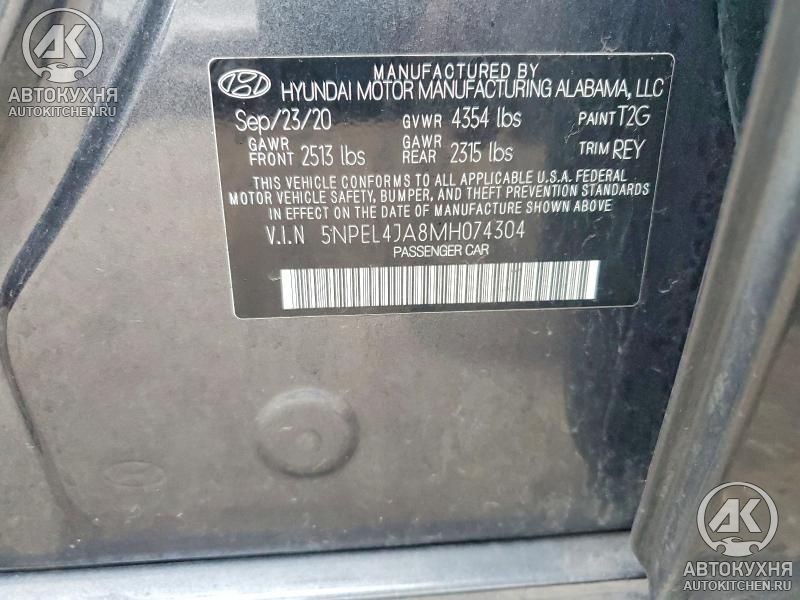 АК
АВТОКУХНЯ
AUTOKITCHEN.RU
MANUFACTURED BY
HYUNDAI MOTOR MANUFACTURING ALABAMA, LLC
Sep/23/20 GVWR 4354 lbs PAINT T2G
GAWR FRONT 2513 lbs GAWR REAR 2315 lbs TRIM REY
THIS VEHICLE CONFORMS TO ALL APPLICABLE U.S.A. FEDERAL
MOTOR VEHICLE SAFETY, BUMPER, AND THEFT PREVENTION STANDARDS
IN EFFECT ON THE DATE OF MANUFACTURE SHOWN ABOVE
V.I.N 5NPEL4JA8MH074304
PASSENGER CAR
АК
АВТОКУХНЯ
AUTOKITCHEN.RU